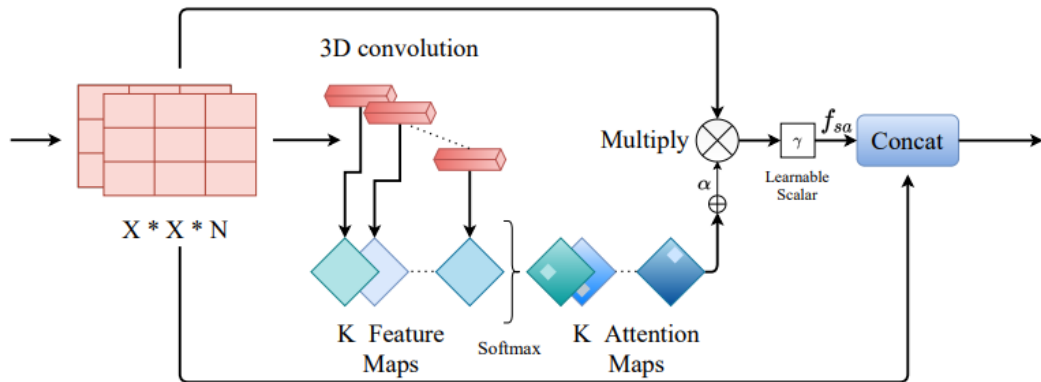 3D convolution
X * X * N
Multiply
γ
f_sa
Concat
Learnable
Scalar
α
K Feature
Maps
Softmax
K Attention
Maps